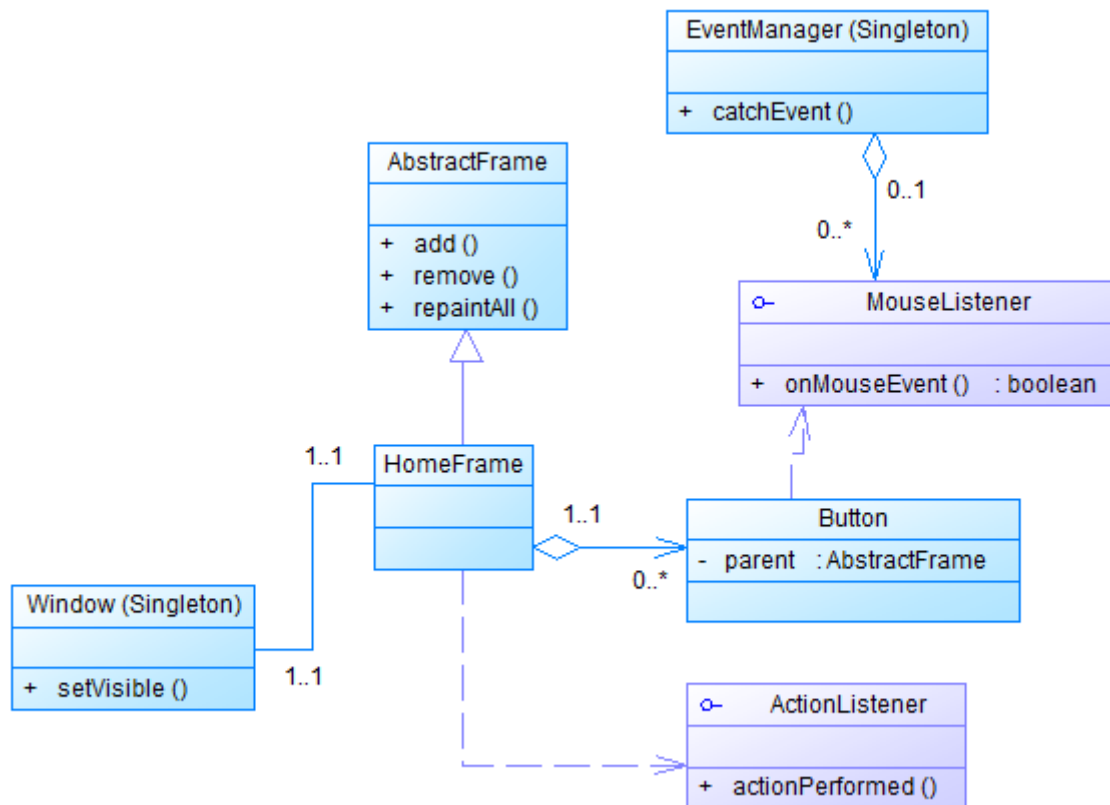 EventManager (Singleton)
+ catchEvent ()
0..1
0..*
AbstractFrame
+ add ()
+ remove ()
+ repaintAll ()
MouseListener
+ onMouseEvent () : boolean
1..1
HomeFrame
1..1
0..*
Button
- parent : AbstractFrame
Window (Singleton)
+ setVisible ()
1..1
ActionListener
+ actionPerformed ()